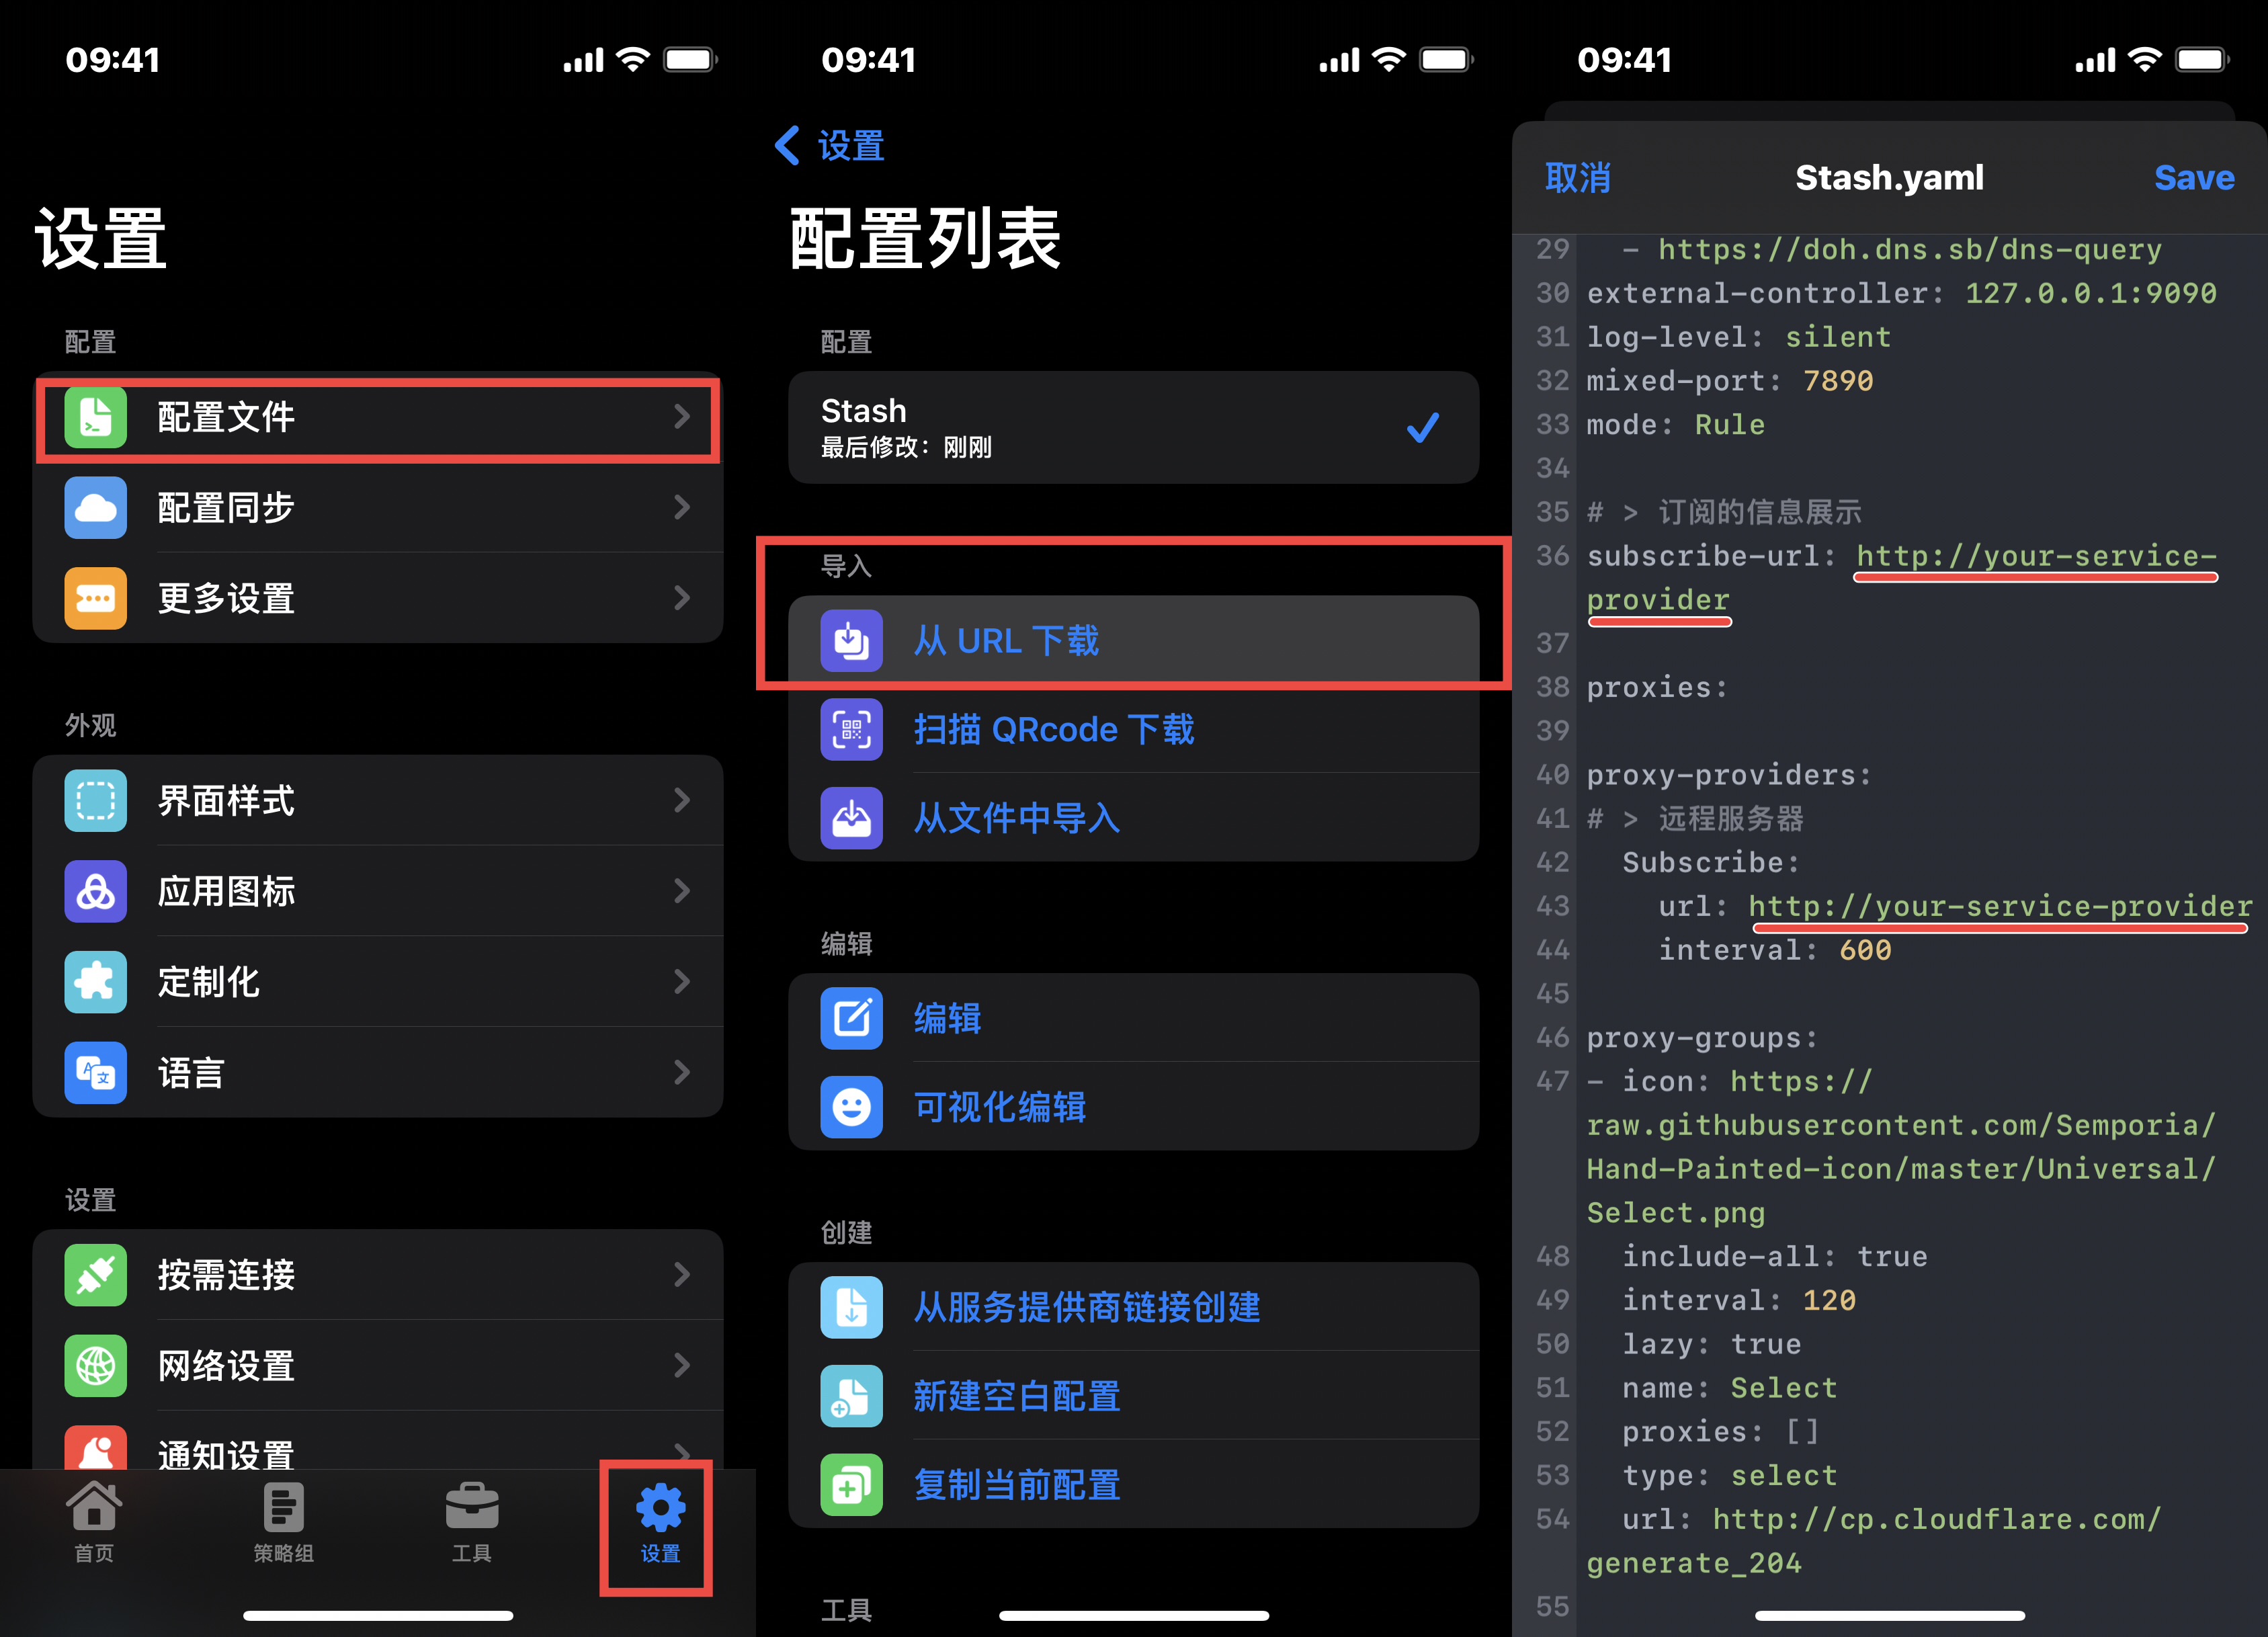 09:41
设置
配置
配置文件
配置同步
更多设置
外观
界面样式
应用图标
定制化
语言
设置
按需连接
网络设置
通知设置
首页
策略组
工具
设置
09:41
设置
配置列表
配置
Stash
最后修改：刚刚
导入
从 URL 下载
扫描 QRcode 下载
从文件中导入
编辑
编辑
可视化编辑
创建
从服务提供商链接创建
新建空白配置
复制当前配置
工具
09:41
取消 Stash.yaml Save
29 - https://doh.dns.sb/dns-query
30 external-controller: 127.0.0.1:9090
31 log-level: silent
32 mixed-port: 7890
33 mode: Rule
34
35 # > 订阅的信息展示
36 subscribe-url: http://your-service-
provider
37
38 proxies:
39
40 proxy-providers:
41 # > 远程服务器
42 Subscribe:
43 url: http://your-service-provider
44 interval: 600
45
46 proxy-groups:
47 - icon: https://
raw.githubusercontent.com/Semporia/
Hand-Painted-icon/master/Universal/
Select.png
48 include-all: true
49 interval: 120
50 lazy: true
51 name: Select
52 proxies: []
53 type: select
54 url: http://cp.cloudflare.com/
generate_204
55